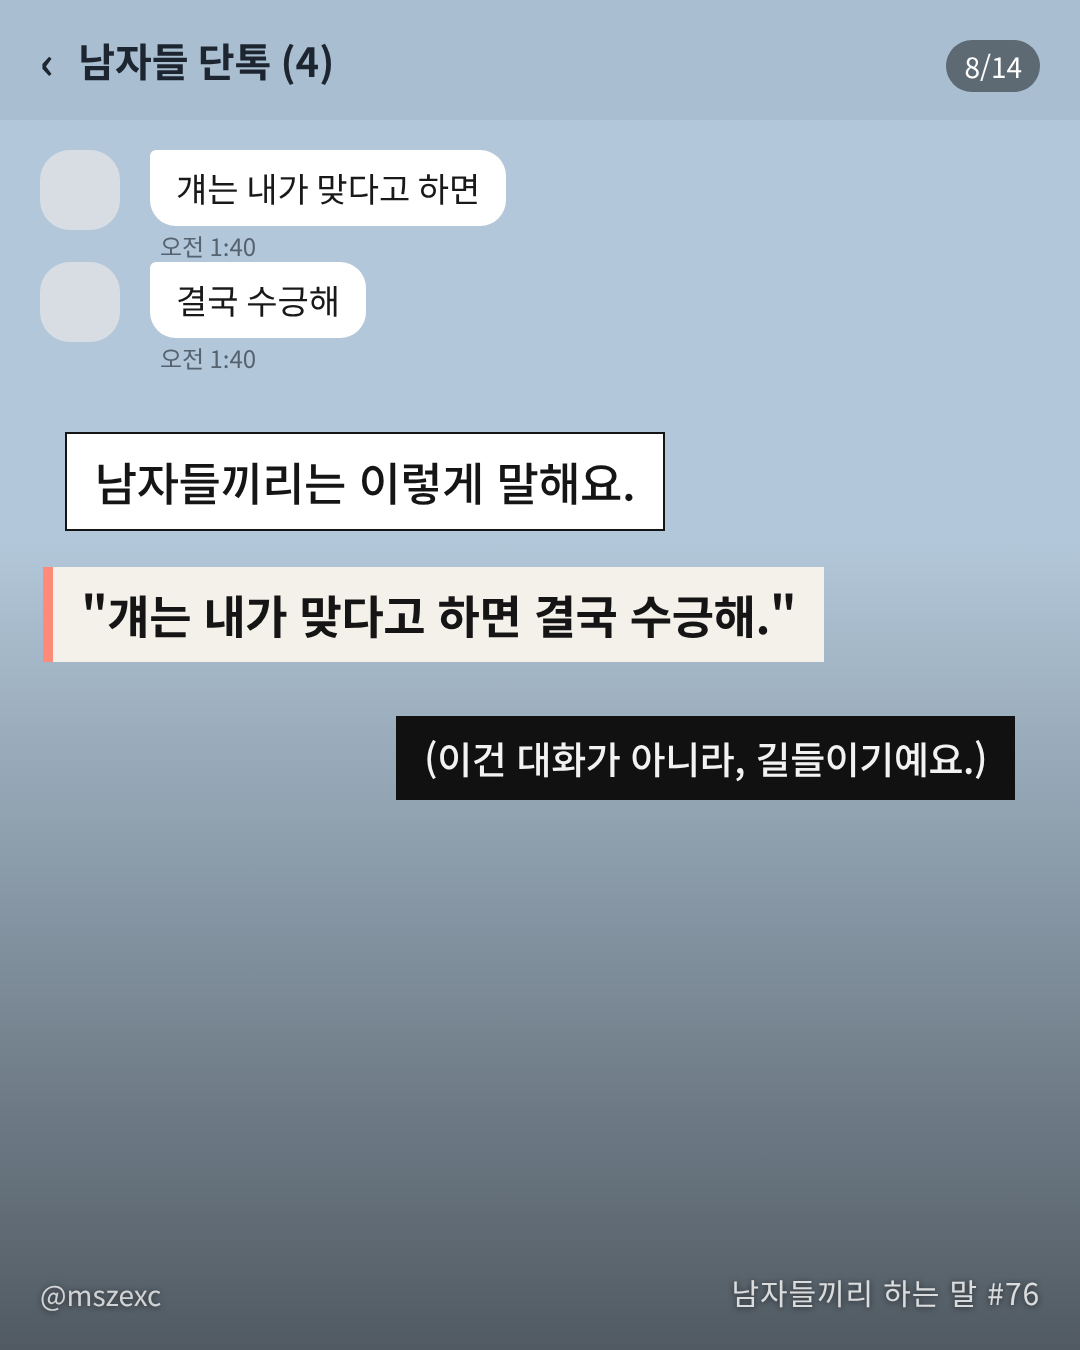 ‹ 남자들 단톡 (4)
8/14
걔는 내가 맞다고 하면
오전 1:40
결국 수긍해
오전 1:40
남자들끼리는 이렇게 말해요.
"걔는 내가 맞다고 하면 결국 수긍해."
(이건 대화가 아니라, 길들이기예요.)
@mszexc
남자들끼리 하는 말 #76